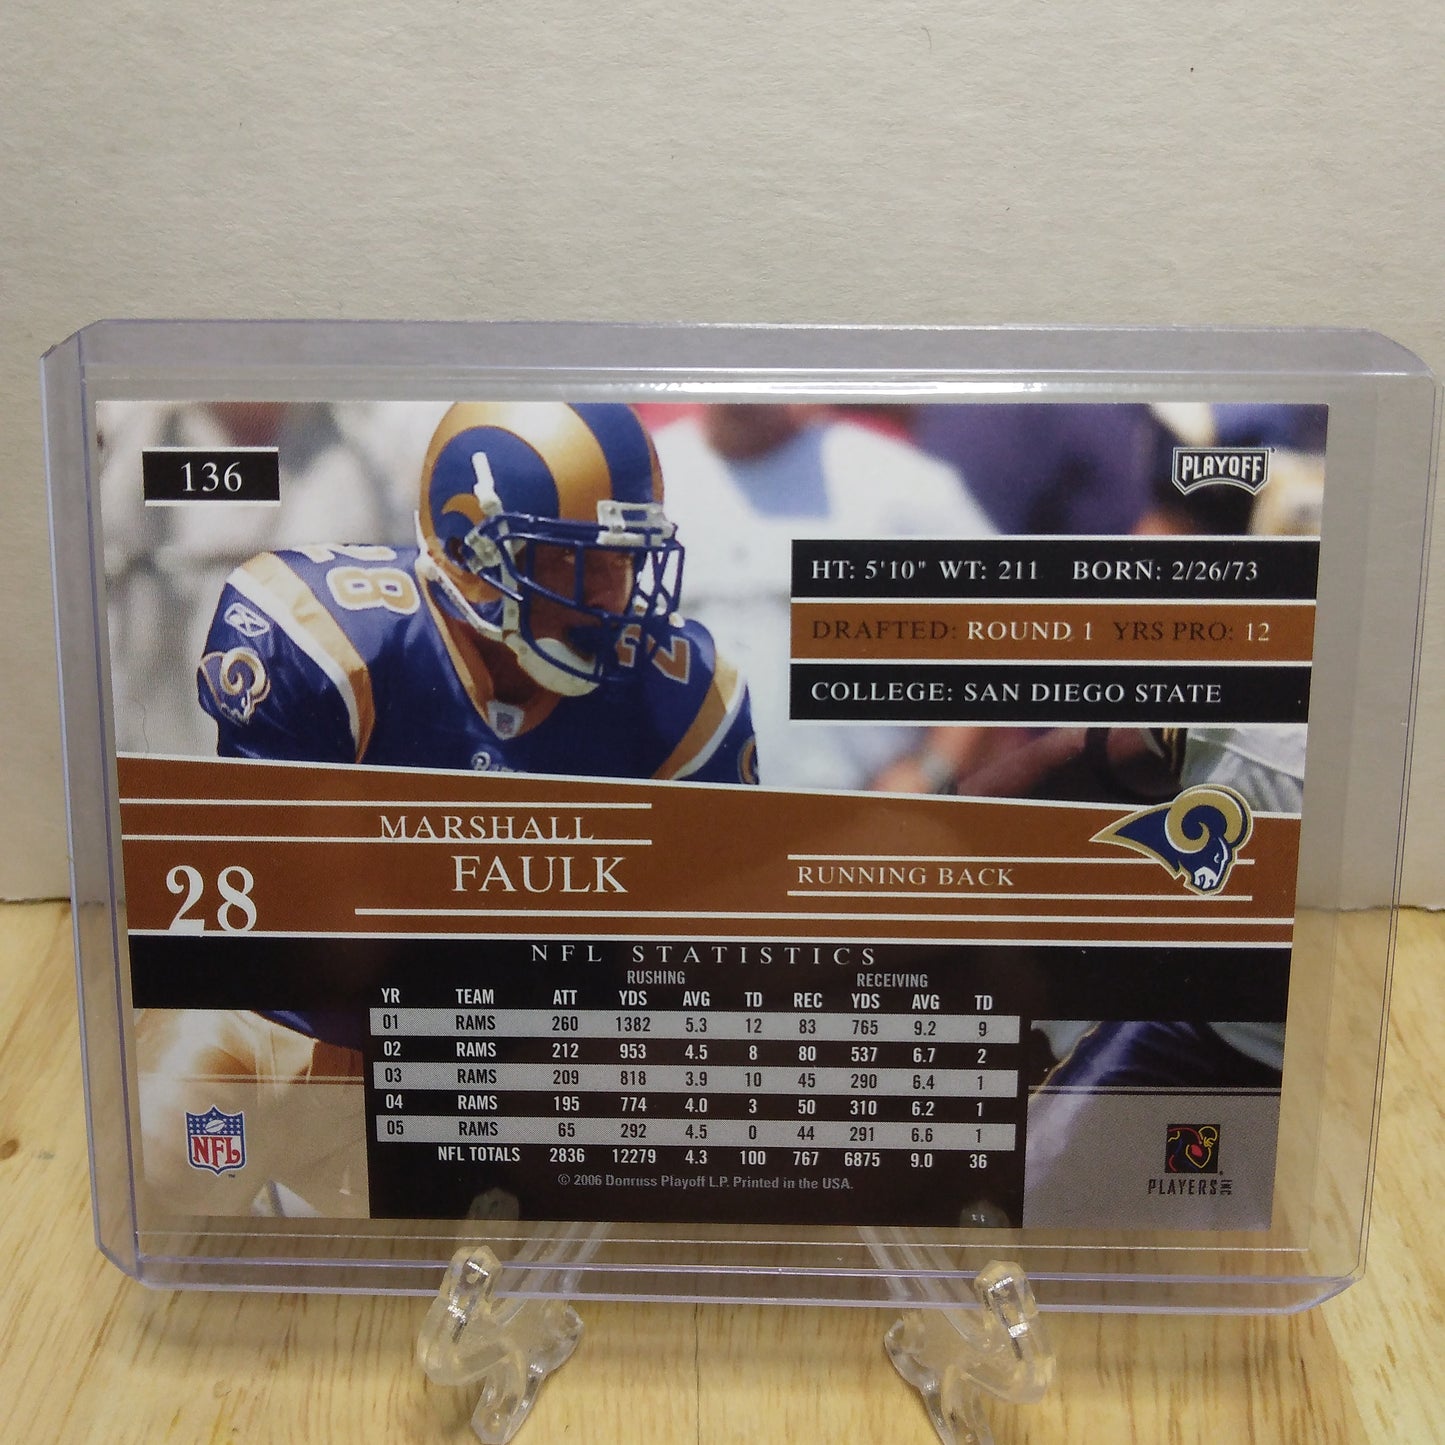 136
PLAYOFF
28
HT: 5'10" WT: 211 BORN: 2/26/73
DRAFTED: ROUND 1 YRS PRO: 12
COLLEGE: SAN DIEGO STATE
MARSHALL
FAULK
28
RUNNING BACK
NFL STATISTICS
RUSHING RECEIVING
YR TEAM ATT YDS AVG TD REC YDS AVG TD
01 RAMS 260 1382 5.3 12 83 765 9.2 9
02 RAMS 212 953 4.5 8 80 537 6.7 2
03 RAMS 209 818 3.9 10 45 290 6.4 1
04 RAMS 195 774 4.0 3 50 310 6.2 1
05 RAMS 65 292 4.5 0 44 291 6.6 1
NFL TOTALS 2836 12279 4.3 100 767 6875 9.0 36
© 2006 Donruss Playoff L.P. Printed in the USA.
NFL
™
PLAYERS INC